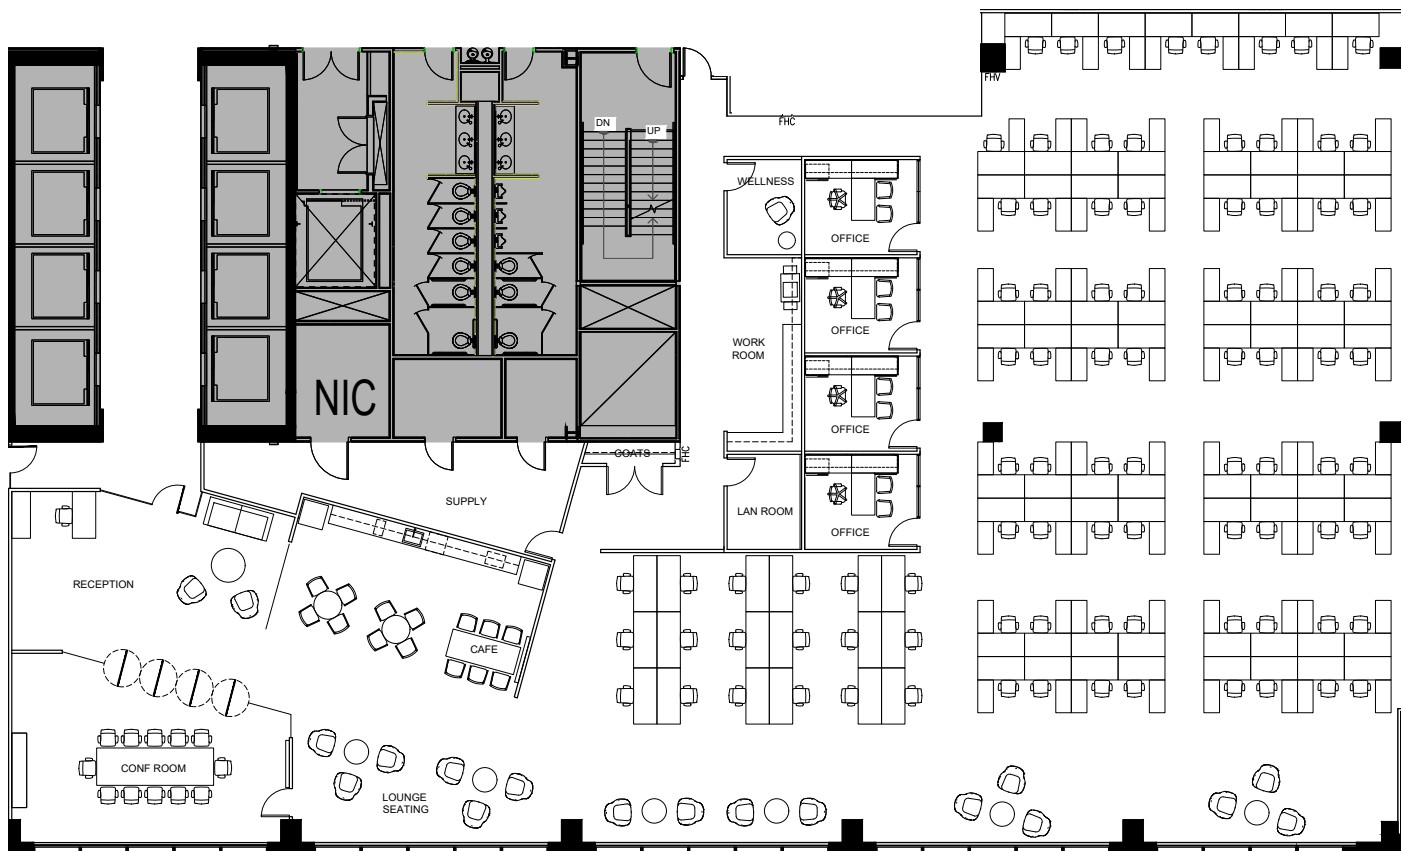 FHV
FHC
DN
UP
WELLNESS
OFFICE
OFFICE
WORK
ROOM
NIC
OFFICE
COATS
FHC
SUPPLY
LAN ROOM
OFFICE
RECEPTION
CAFE
CONF ROOM
LOUNGE
SEATING